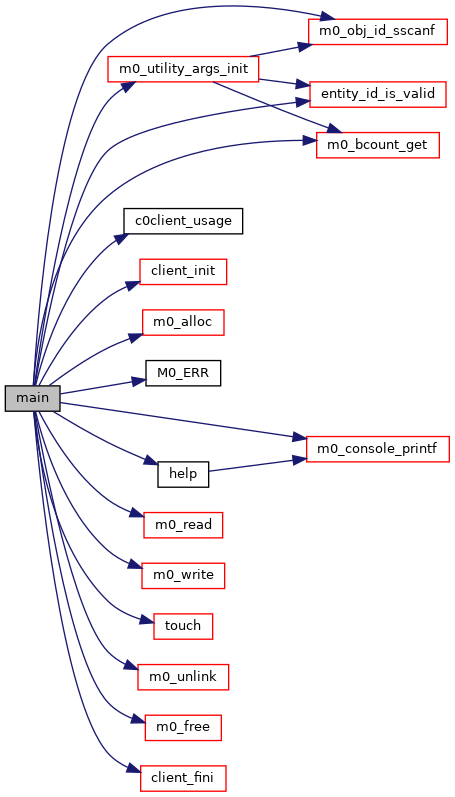 m0_obj_id_sscanf
m0_utility_args_init
entity_id_is_valid
m0_bcount_get
c0client_usage
client_init
m0_alloc
M0_ERR
main
m0_console_printf
help
m0_read
m0_write
touch
m0_unlink
m0_free
client_fini